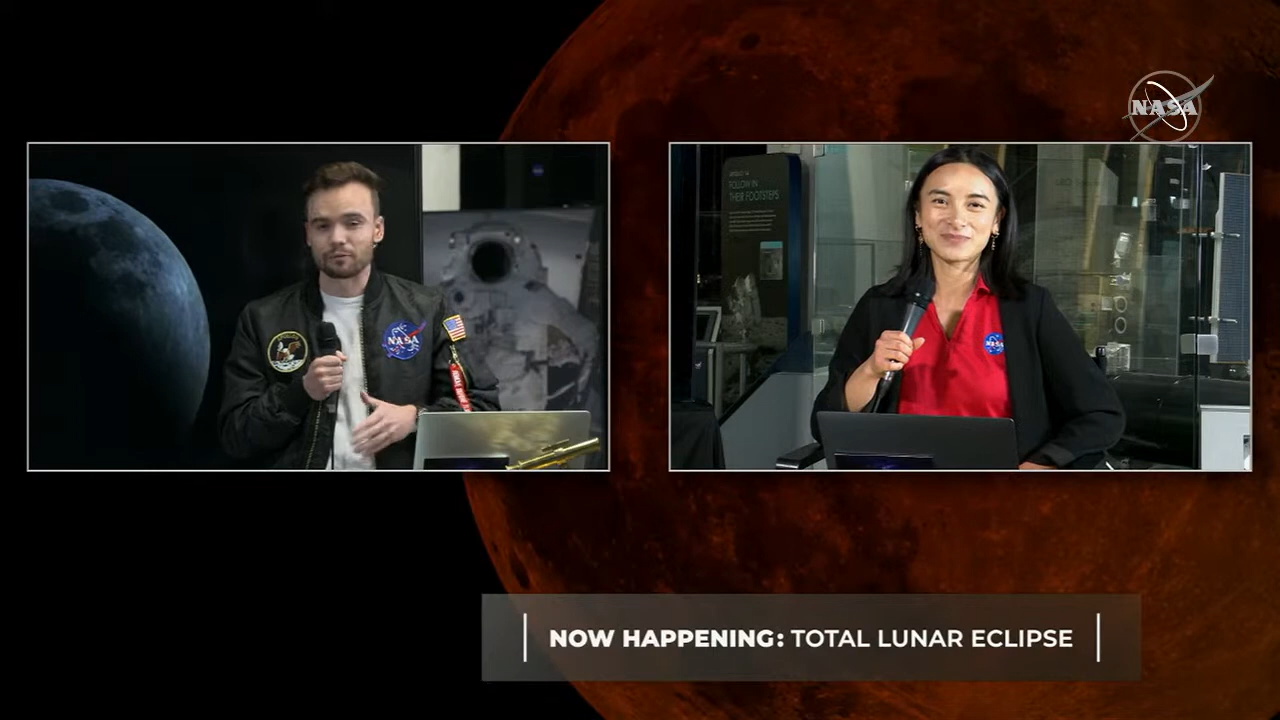 NASA
FOLLOW IN
THEIR FOOTSTEPS
NASA
NASA
NOW HAPPENING: TOTAL LUNAR ECLIPSE